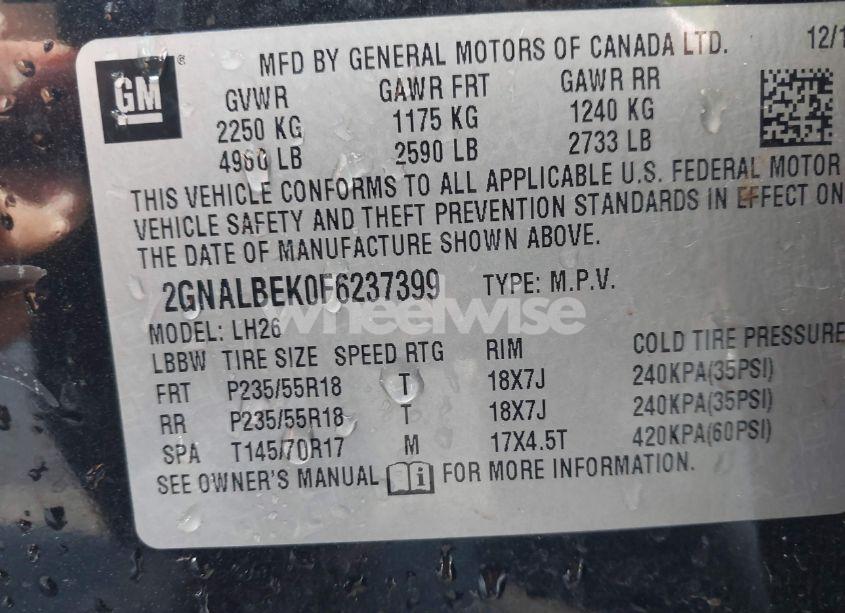 MFD BY GENERAL MOTORS OF CANADA LTD. 12/1
GM ®
GVWR GAWR FRT GAWR RR
2250 KG 1175 KG 1240 KG
4960 LB 2590 LB 2733 LB
THIS VEHICLE CONFORMS TO ALL APPLICABLE U.S. FEDERAL MOTOR
VEHICLE SAFETY AND THEFT PREVENTION STANDARDS IN EFFECT ON
THE DATE OF MANUFACTURE SHOWN ABOVE.
2GNALBEK0F6237399 TYPE: M.P.V.
wheelwise
MODEL: LH26
LBBW TIRE SIZE SPEED RTG RIM COLD TIRE PRESSURE
FRT P235/55R18 T 18X7J 240KPA(35PSI)
RR P235/55R18 T 18X7J 240KPA(35PSI)
SPA T145/70R17 M 17X4.5T 420KPA(60PSI)
SEE OWNER'S MANUAL FOR MORE INFORMATION.